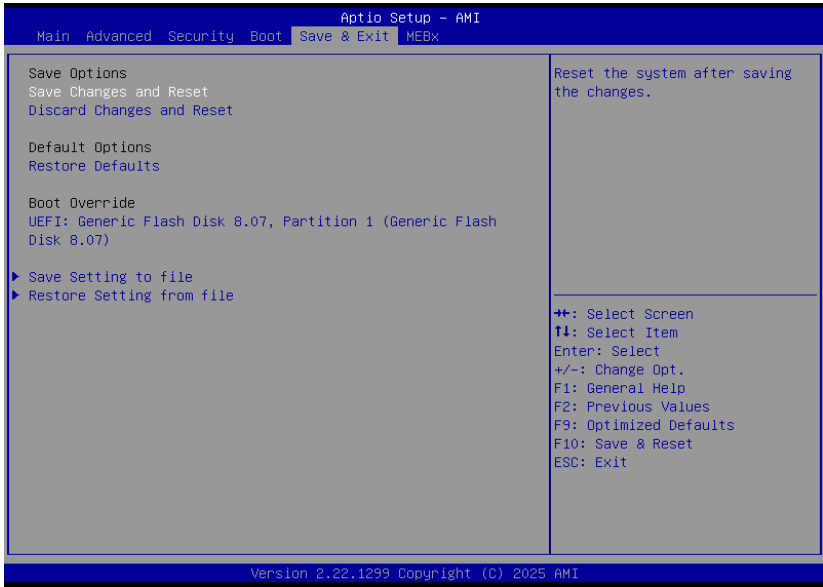 Aptio Setup – AMI
Main Advanced Security Boot Save & Exit MEBx
Save Options
Save Changes and Reset
Discard Changes and Reset
Default Options
Restore Defaults
Boot Override
UEFI: Generic Flash Disk 8.07, Partition 1 (Generic Flash
Disk 8.07)
Save Setting to file
Restore Setting from file
Reset the system after saving
the changes.
→←: Select Screen
↑↓: Select Item
Enter: Select
+/-: Change Opt.
F1: General Help
F2: Previous Values
F9: Optimized Defaults
F10: Save & Reset
ESC: Exit
Version 2.22.1299 Copyright (C) 2025 AMI